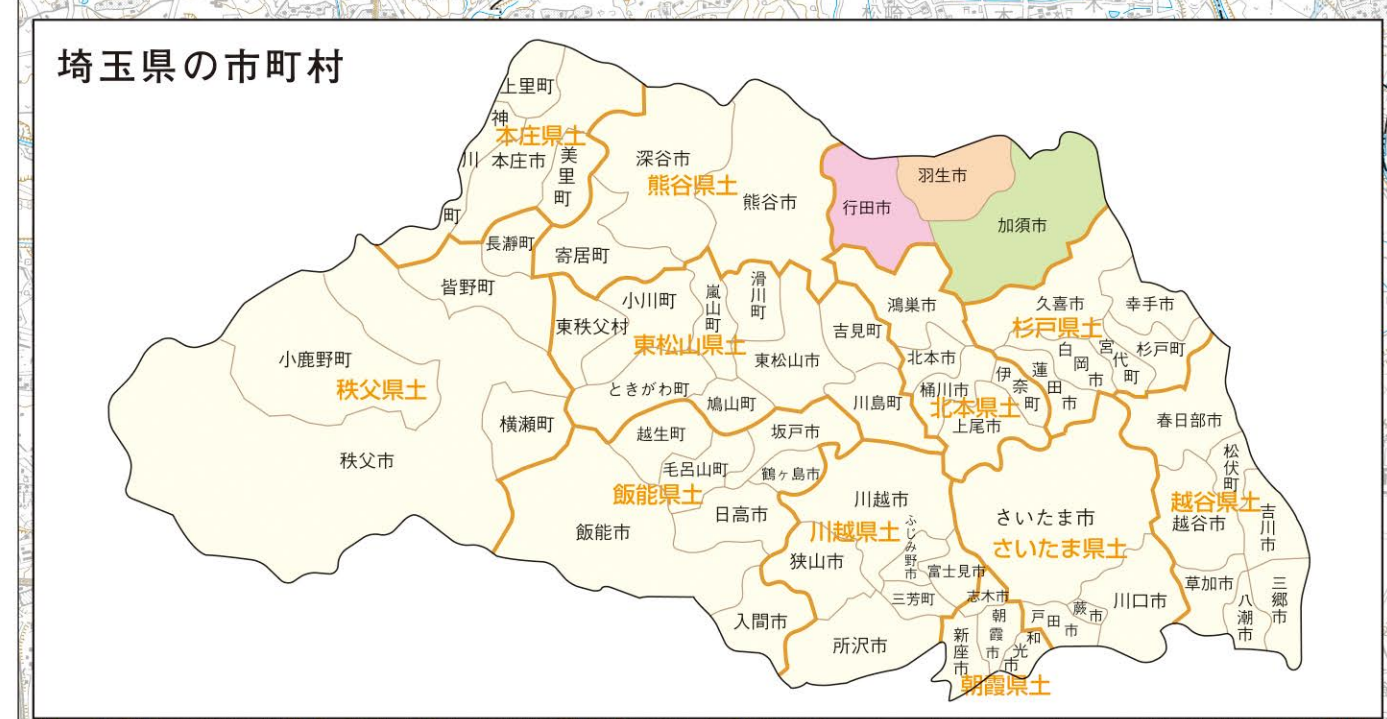 埼玉県の市町村
上里町
神川町
本庄県土
本庄市
美里町
深谷市
熊谷県土
熊谷市
行田市
羽生市
加須市
長瀞町
寄居町
皆野町
小鹿野町
秩父県土
秩父市
横瀬町
東秩父村
小川町
嵐山町
滑川町
東松山県土
東松山市
吉見町
ときがわ町
鳩山町
川島町
鴻巣市
北本市
桶川市
伊奈町
北本県土
上尾市
久喜市
幸手市
杉戸県土
白岡市
宮代町
杉戸町
蓮田市
越生町
坂戸市
毛呂山町
鶴ヶ島市
飯能県土
日高市
飯能市
入間市
川越市
川越県土
ふじみ野市
狭山市
富士見市
三芳町
志木市
所沢市
新座市
朝霞市
和光市
朝霞県土
さいたま市
さいたま県土
川口市
蕨市
戸田市
春日部市
松伏町
越谷県土
越谷市
吉川市
草加市
八潮市
三郷市